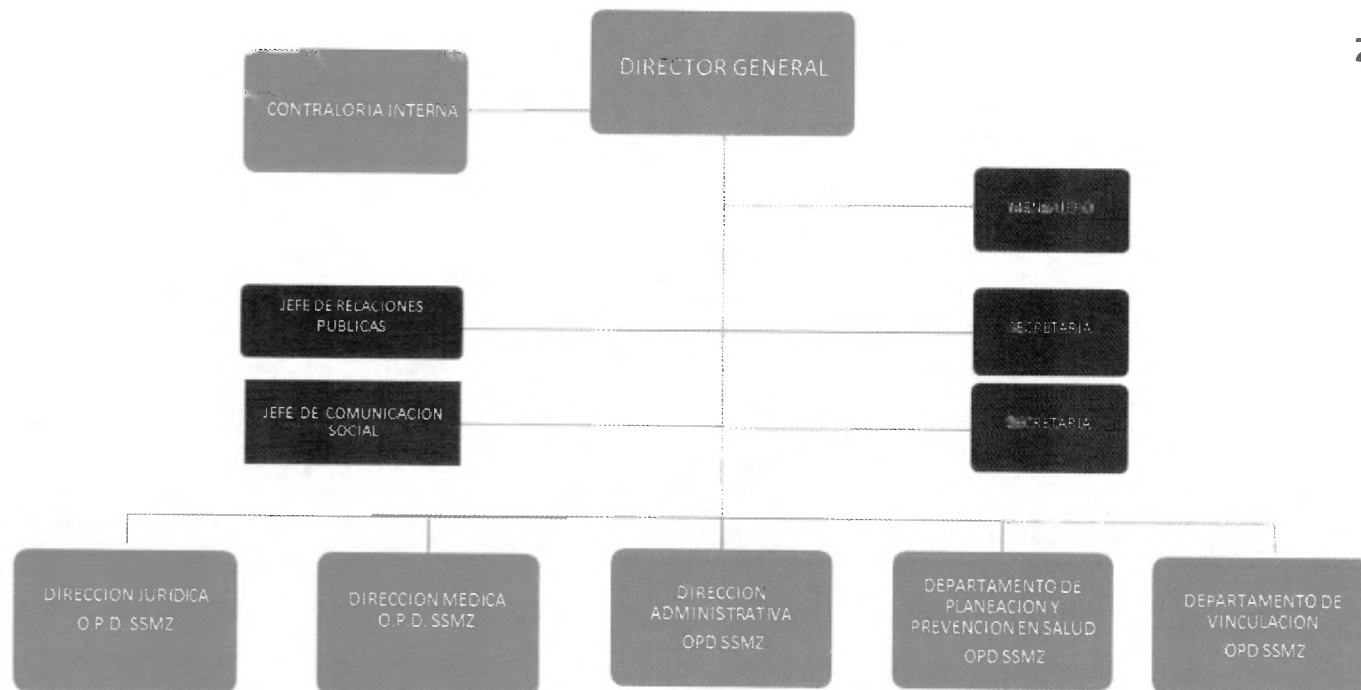 DIRECTOR GENERAL
CONTRALORIA INTERNA
JEFE DE RELACIONES
PUBLICAS
SECRETARIA
JEFE DE COMUNICACION
SOCIAL
SECRETARIA
DIRECCION JURIDICA
O.P.D. SSMZ
DIRECCION MEDICA
O.P.D. SSMZ
DIRECCION
ADMINISTRATIVA
OPD SSMZ
DEPARTAMENTO DE
PLANEACION Y
PREVENCION EN SALUD
OPD SSMZ
DEPARTAMENTO DE
VINCULACION
OPD SSMZ